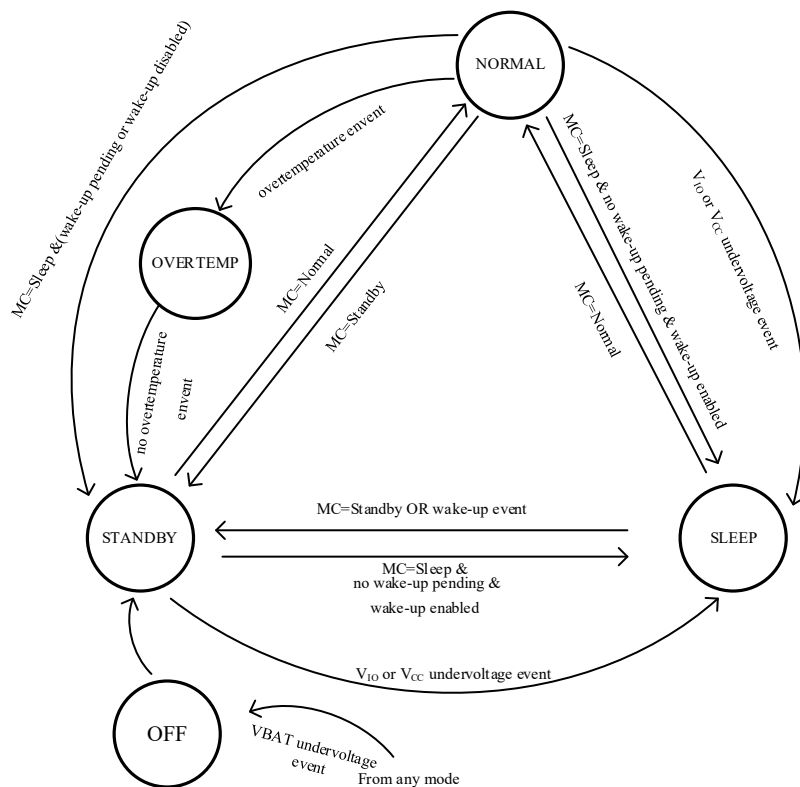 NORMAL
MC=Sleep &(wake-up pending or wake-up disabled)
overtemperature envent
OVERTEMP
MC=Normal
MC=Standby
MC=Sleep & no wake-up pending & wake-up enabled
MC=Normal
VIO or VCC undervoltage event
no overtemperature
envent
STANDBY
MC=Standby OR wake-up event
MC=Sleep &
no wake-up pending &
wake-up enabled
SLEEP
VIO or VCC undervoltage event
OFF
VBAT undervoltage
event
From any mode